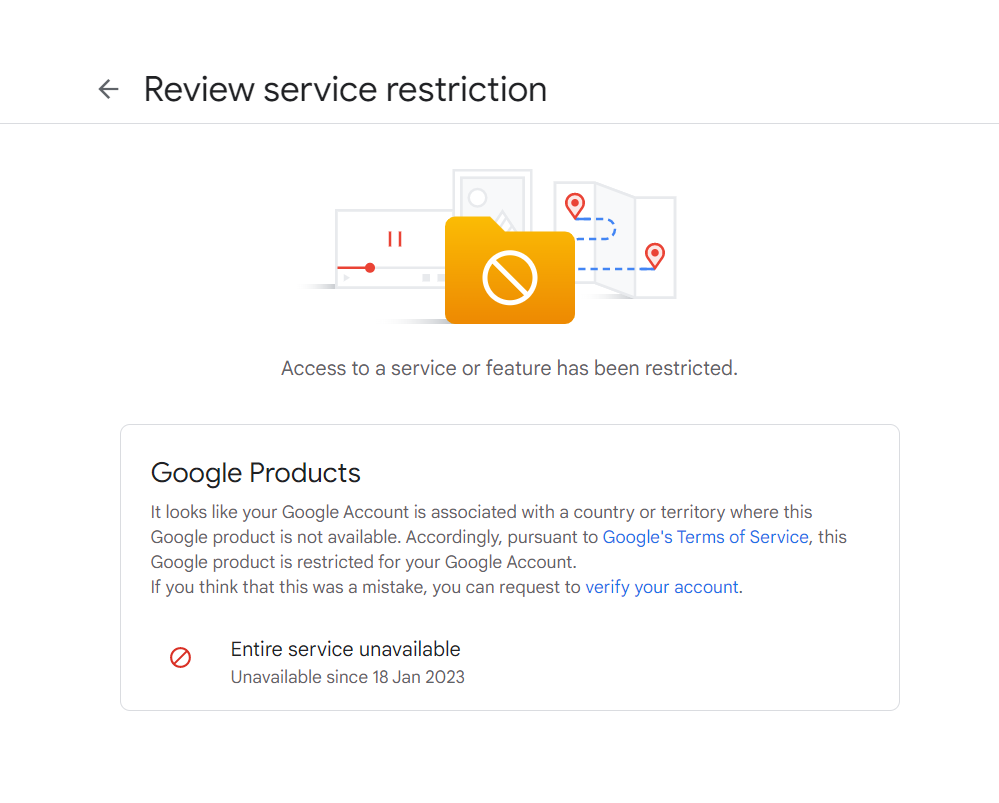 Review service restriction
Access to a service or feature has been restricted.
Google Products
It looks like your Google Account is associated with a country or territory where this
Google product is not available. Accordingly, pursuant to Google's Terms of Service, this
Google product is restricted for your Google Account.
If you think that this was a mistake, you can request to verify your account.
Entire service unavailable
Unavailable since 18 Jan 2023